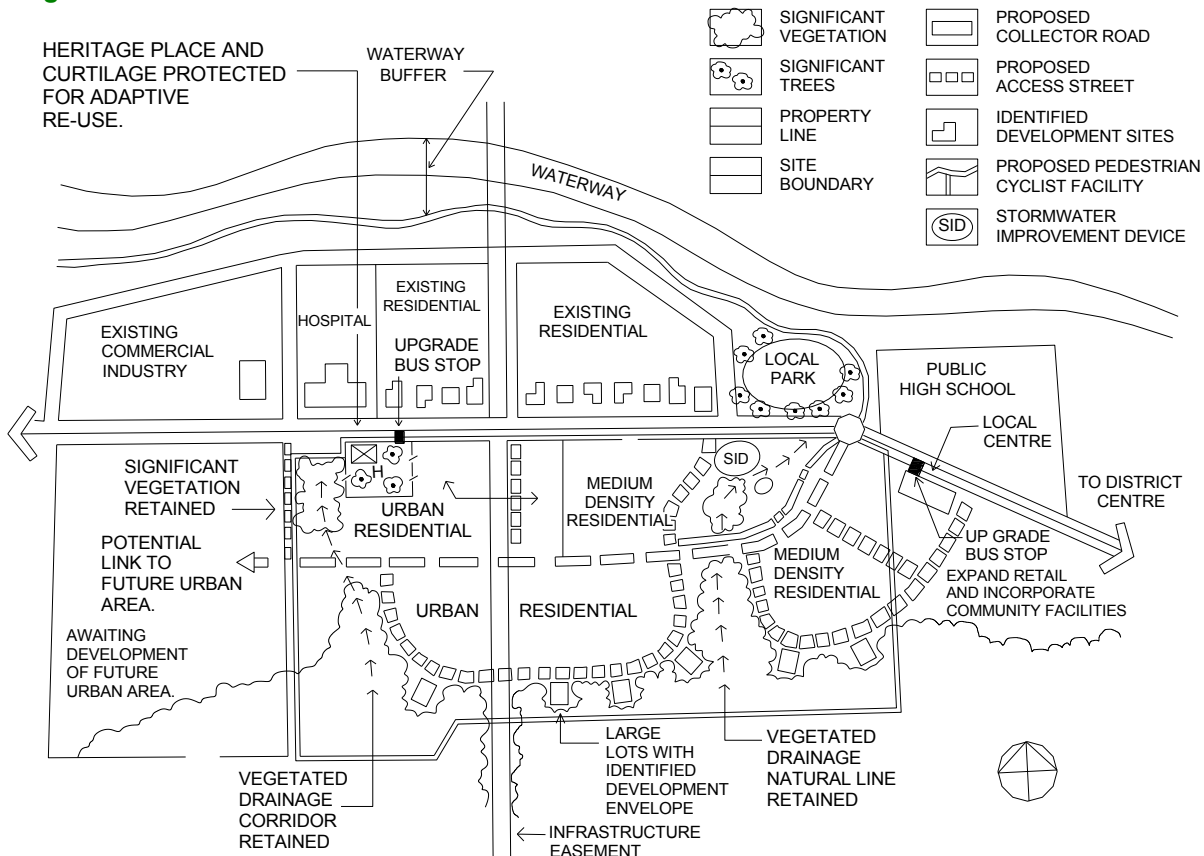 HERITAGE PLACE AND
CURTILAGE PROTECTED
FOR ADAPTIVE
RE-USE.
WATERWAY
BUFFER
WATERWAY
SIGNIFICANT
VEGETATION
SIGNIFICANT
TREES
PROPERTY
LINE
SITE
BOUNDARY
PROPOSED
COLLECTOR ROAD
PROPOSED
ACCESS STREET
IDENTIFIED
DEVELOPMENT SITES
PROPOSED PEDESTRIAN
CYCLIST FACILITY
SID
STORMWATER
IMPROVEMENT DEVICE
EXISTING
COMMERCIAL
INDUSTRY
HOSPITAL
EXISTING
RESIDENTIAL
UPGRADE
BUS STOP
EXISTING
RESIDENTIAL
LOCAL
PARK
PUBLIC
HIGH SCHOOL
LOCAL
CENTRE
TO DISTRICT
CENTRE
SIGNIFICANT
VEGETATION
RETAINED
H
URBAN
RESIDENTIAL
MEDIUM
DENSITY
RESIDENTIAL
SID
POTENTIAL
LINK TO
FUTURE URBAN
AREA.
MEDIUM
DENSITY
RESIDENTIAL
UP GRADE
BUS STOP
EXPAND RETAIL
AND INCORPORATE
COMMUNITY FACILITIES
URBAN RESIDENTIAL
AWAITING
DEVELOPMENT
OF FUTURE
URBAN AREA.
VEGETATED
DRAINAGE
CORRIDOR
RETAINED
LARGE
LOTS WITH
IDENTIFIED
DEVELOPMENT
ENVELOPE
VEGETATED
DRAINAGE
NATURAL LINE
RETAINED
INFRASTRUCTURE
EASEMENT